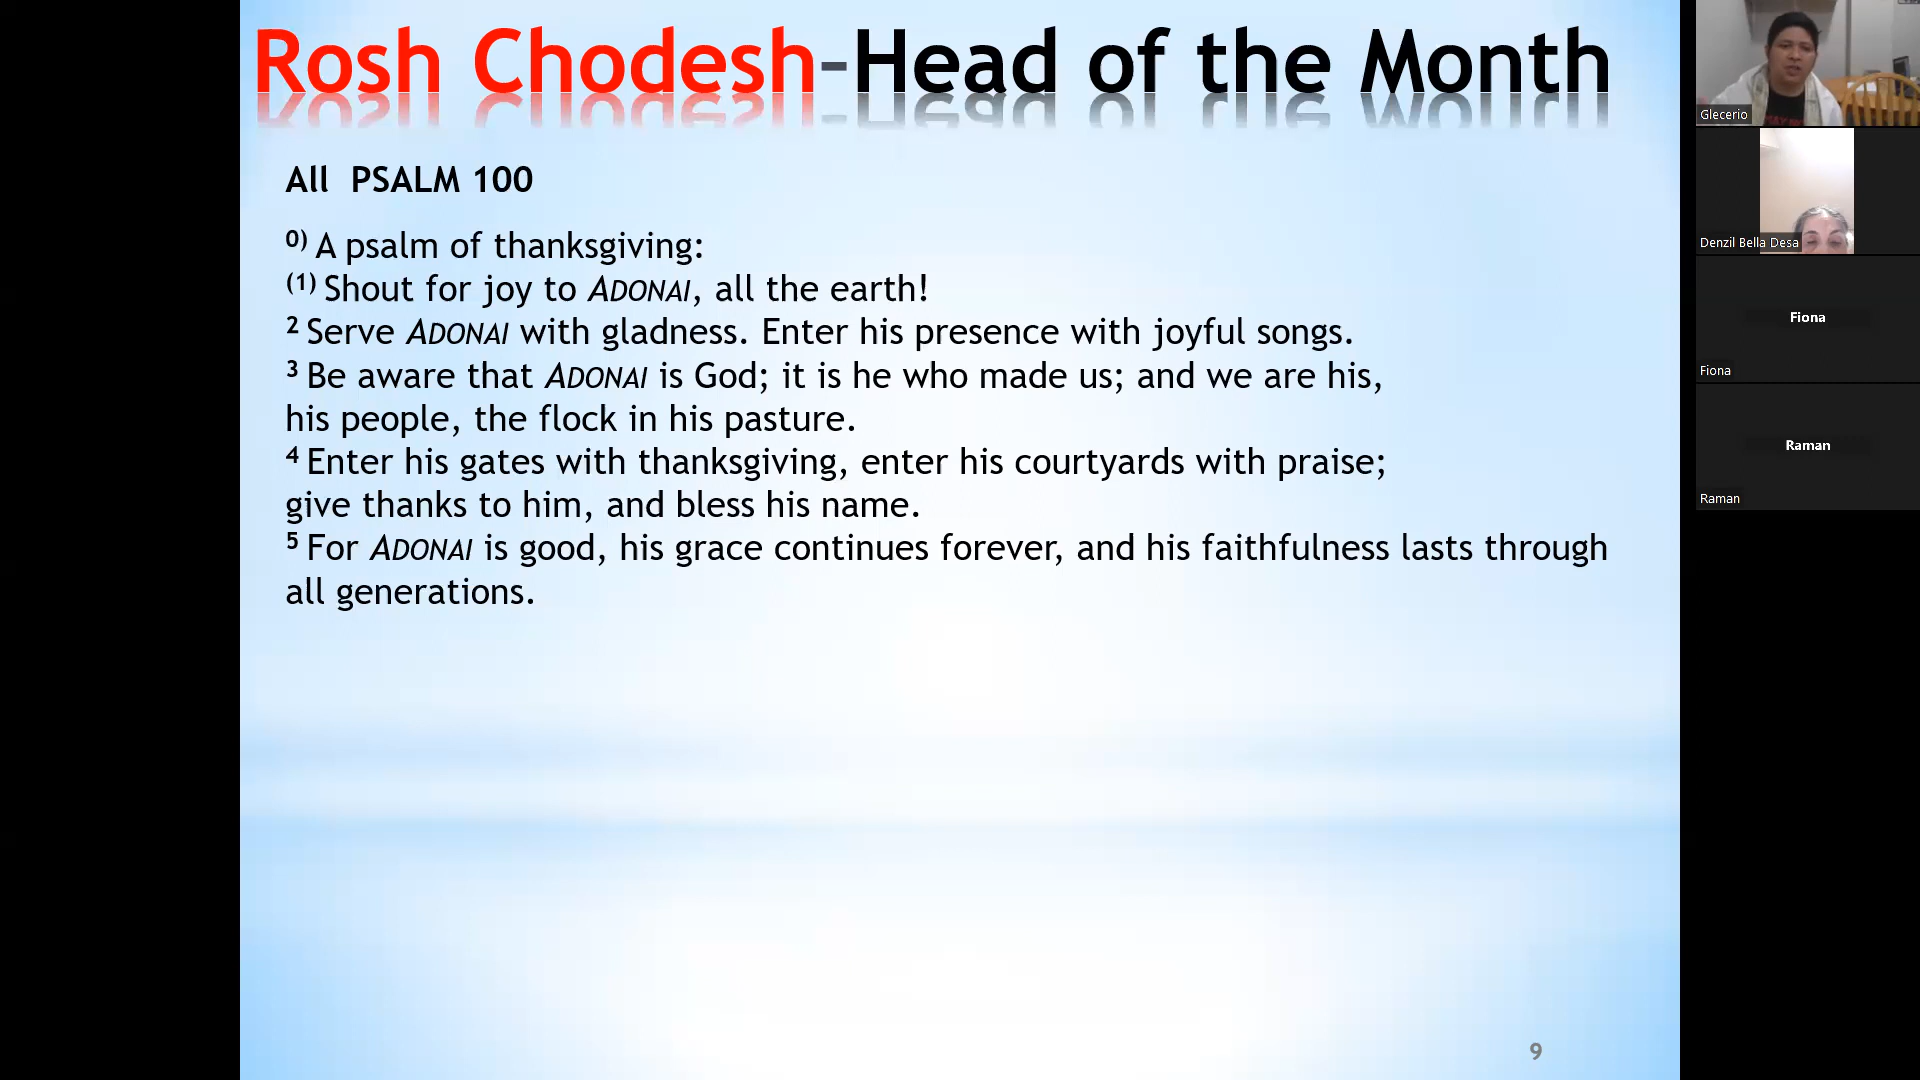 Rosh Chodesh-Head of the Month
All PSALM 100
0) A psalm of thanksgiving:
(1) Shout for joy to ADONAI, all the earth!
2 Serve ADONAI with gladness. Enter his presence with joyful songs.
3 Be aware that ADONAI is God; it is he who made us; and we are his,
his people, the flock in his pasture.
4 Enter his gates with thanksgiving, enter his courtyards with praise;
give thanks to him, and bless his name.
5 For ADONAI is good, his grace continues forever, and his faithfulness lasts through
all generations.
9
Glecerio
Denzil Bella Desa
Fiona
Fiona
Raman
Raman